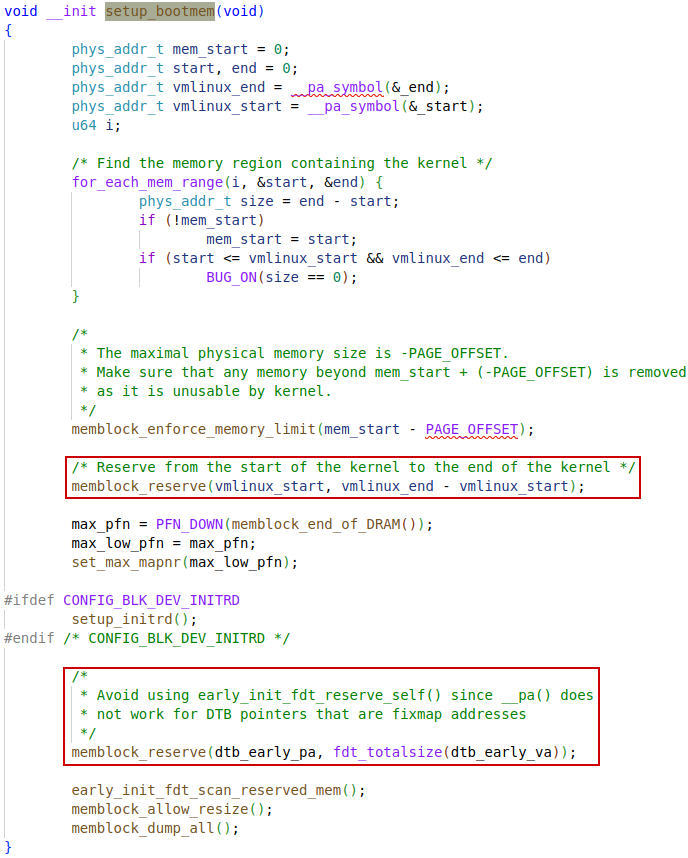 void __init setup_bootmem(void)
{
        phys_addr_t mem_start = 0;
        phys_addr_t start, end = 0;
        phys_addr_t vmlinux_end = __pa_symbol(&_end);
        phys_addr_t vmlinux_start = __pa_symbol(&_start);
        u64 i;

        /* Find the memory region containing the kernel */
        for_each_mem_range(i, &start, &end) {
                phys_addr_t size = end - start;
                if (!mem_start)
                        mem_start = start;
                if (start <= vmlinux_start && vmlinux_end <= end)
                        BUG_ON(size == 0);
        }

        /*
         * The maximal physical memory size is -PAGE_OFFSET.
         * Make sure that any memory beyond mem_start + (-PAGE_OFFSET) is removed
         * as it is unusable by kernel.
         */
        memblock_enforce_memory_limit(mem_start - PAGE_OFFSET);

        /* Reserve from the start of the kernel to the end of the kernel */
        memblock_reserve(vmlinux_start, vmlinux_end - vmlinux_start);

        max_pfn = PFN_DOWN(memblock_end_of_DRAM());
        max_low_pfn = max_pfn;
        set_max_mapnr(max_low_pfn);

#ifdef CONFIG_BLK_DEV_INITRD
        setup_initrd();
#endif /* CONFIG_BLK_DEV_INITRD */

        /*
         * Avoid using early_init_fdt_reserve_self() since __pa() does
         * not work for DTB pointers that are fixmap addresses
         */
        memblock_reserve(dtb_early_pa, fdt_totalsize(dtb_early_va));

        early_init_fdt_scan_reserved_mem();
        memblock_allow_resize();
        memblock_dump_all();
}